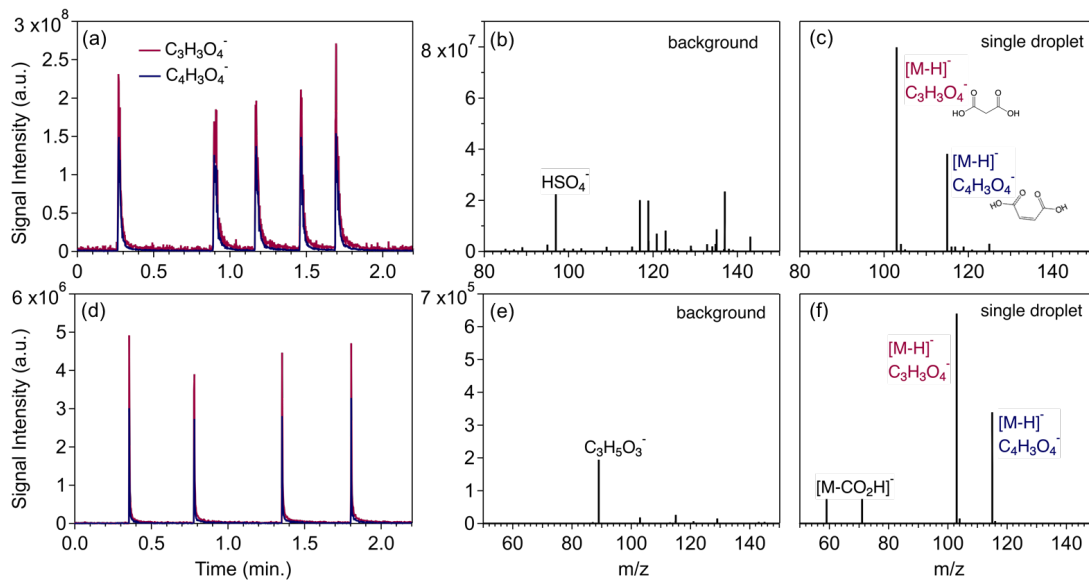 (a)
C₃H₃O₄⁻
C₄H₃O₄⁻
3 x10⁸
2.5
2
1.5
1
0.5
0
Signal Intensity (a.u.)
0
0.5
1.0
1.5
2.0
(b)
background
8 x10⁷
6
4
2
0
HSO₄⁻
80
100
120
140
(c)
single droplet
[M-H]⁻
C₃H₃O₄⁻
O O
HO OH
[M-H]⁻
C₄H₃O₄⁻
O O
HO OH
80
100
120
140
(d)
6 x10⁶
5
4
3
2
1
0
Signal Intensity (a.u.)
0.0
0.5
1.0
1.5
2.0
Time (min.)
(e)
background
7 x10⁵
6
5
4
3
2
1
0
C₃H₅O₃⁻
60
80
100
120
140
m/z
(f)
single droplet
[M-H]⁻
C₃H₃O₄⁻
[M-H]⁻
C₄H₃O₄⁻
[M-CO₂H]⁻
60
80
100
120
140
m/z